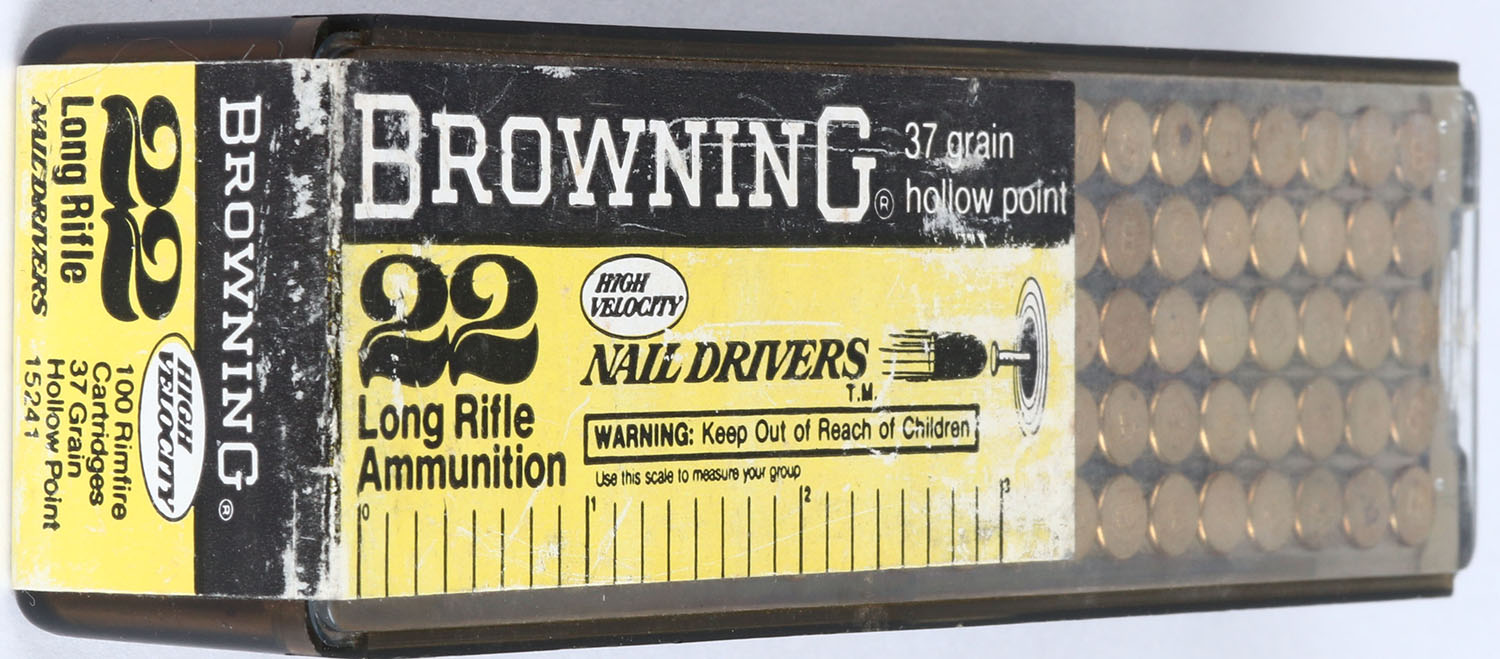 BROWNING®
37 grain
hollow point
22
Long Rifle
Ammunition
HIGH
VELOCITY
NAIL DRIVERS
T.M.
WARNING: Keep Out of Reach of Children
Use this scale to measure your group
0 1 2 3
BROWNING®
22
Long Rifle
NAIL DRIVERS
HIGH
VELOCITY
100 Rimfire
Cartridges
37 Grain
Hollow Point
15241